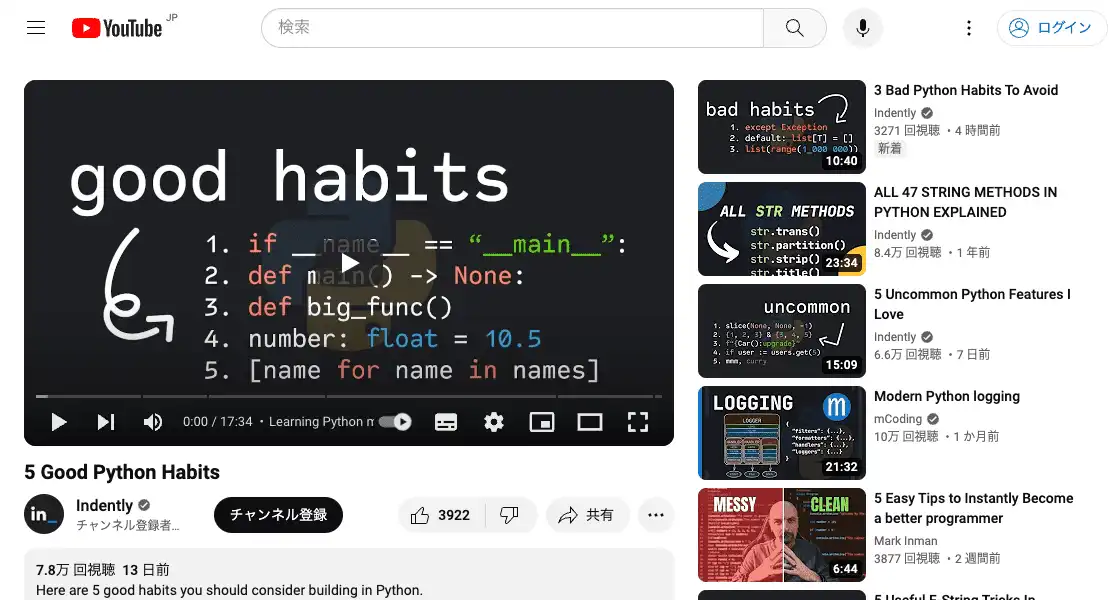 YouTube JP
検索
ログイン
good habits
1. if __name__ == “__main__”:
2. def main() -> None:
3. def big_func()
4. number: float = 10.5
5. [name for name in names]
0:00 / 17:34 ・ Learning Python m
5 Good Python Habits
in_
Indently
チャンネル登録者...
チャンネル登録
3922
共有
7.8万 回視聴 13 日前
Here are 5 good habits you should consider building in Python.
bad habits
1. except Exception
2. default: list[T] = []
3. list(range(1_000_000))
10:40
3 Bad Python Habits To Avoid
Indently
3271 回視聴 ・4 時間前
新着
ALL STR METHODS
str.trans()
str.partition()
str.strip()
str.title()
23:34
ALL 47 STRING METHODS IN
PYTHON EXPLAINED
Indently
8.4万 回視聴 ・1 年前
uncommon
1. slice(None, None, -1)
2. {1, 2, 3} & {3, 4, 5}
3. f"{Car():upgrade}"
4. if user := users.get(5)
5. mmm, curry
15:09
5 Uncommon Python Features I
Love
Indently
6.6万 回視聴 ・7 日前
LOGGING
m
LOGGER
"filters": {...},
"formatters": {...},
"handlers": {...},
"loggers": {...}
21:32
Modern Python logging
mCoding
10万 回視聴 ・1 か月前
MESSY
CLEAN
6:44
5 Easy Tips to Instantly Become
a better programmer
Mark Inman
3877 回視聴 ・2 週間前
5 Useful F-String Tricks In